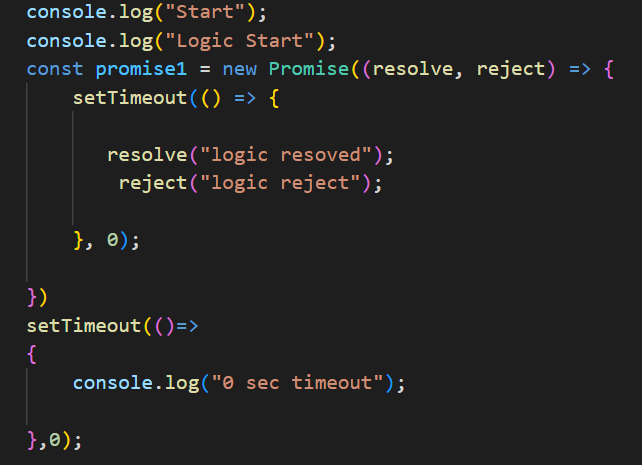 console.log("Start");
console.log("Logic Start");
const promise1 = new Promise((resolve, reject) => {
    setTimeout(() => {
       resolve("logic resoved");
        reject("logic reject");
    }, 0);
})
setTimeout(()=>
{
    console.log("0 sec timeout");
},0);